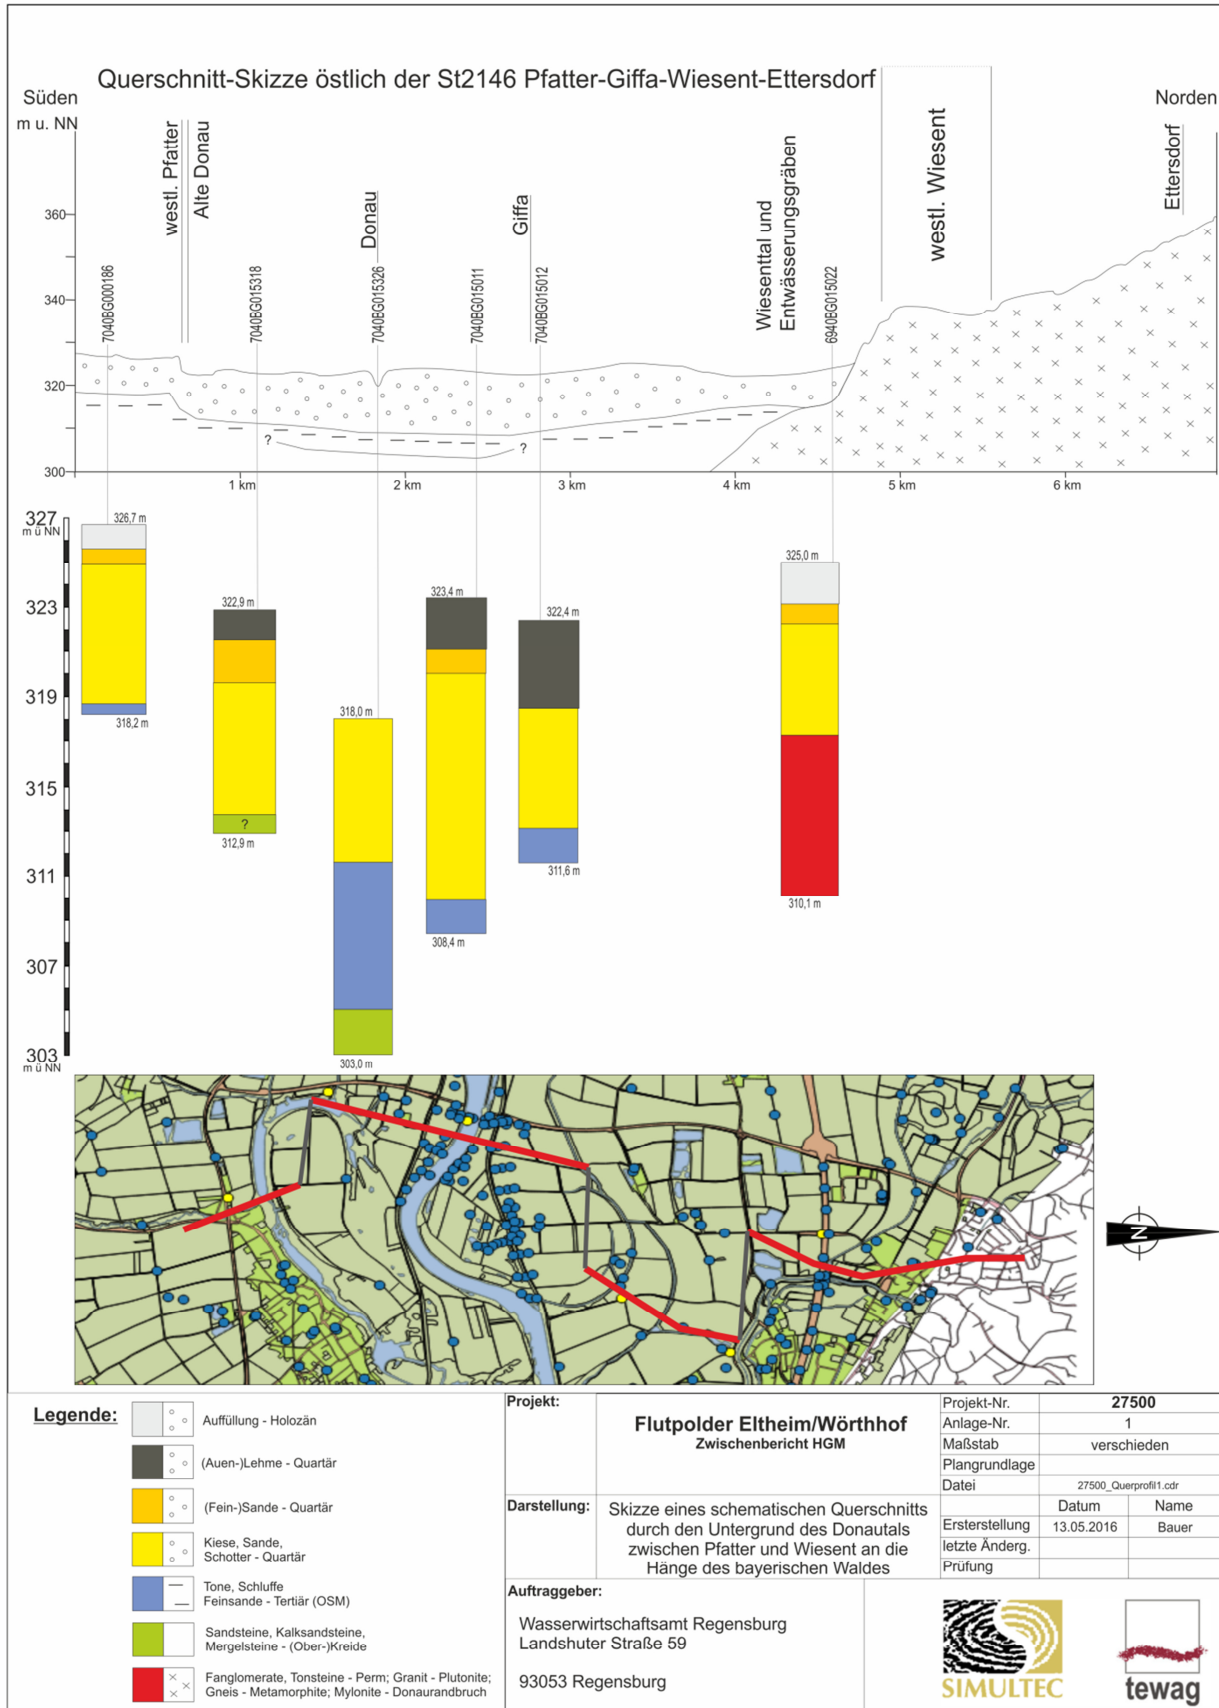 Querschnitt-Skizze östlich der St2146 Pfatter-Giffa-Wiesent-Ettersdorf
Süden
m u. NN
Norden
westl. Pfatter
Alte Donau
Donau
Giffa
Wiesenttal und
Entwässerungsgräben
westl. Wiesent
Ettersdorf
7040BG000186
7040BG015318
7040BG015326
7040BG015011
7040BG015012
6940BG015022
360
340
320
300
?
?
1 km
2 km
3 km
4 km
5 km
6 km
327
m ü NN
323
319
315
311
307
303
m ü NN
326,7 m
318,2 m
322,9 m
?
312,9 m
318,0 m
303,0 m
323,4 m
308,4 m
322,4 m
311,6 m
325,0 m
310,1 m
N
Legende:
Auffüllung - Holozän
(Auen-)Lehme - Quartär
(Fein-)Sande - Quartär
Kiese, Sande,
Schotter - Quartär
Tone, Schluffe
Feinsande - Tertiär (OSM)
Sandsteine, Kalksandsteine,
Mergelsteine - (Ober-)Kreide
Fanglomerate, Tonsteine - Perm; Granit - Plutonite;
Gneis - Metamorphite; Mylonite - Donaurandbruch
Projekt:
Flutpolder Eltheim/Wörthhof
Zwischenbericht HGM
Darstellung:
Skizze eines schematischen Querschnitts
durch den Untergrund des Donautals
zwischen Pfatter und Wiesent an die
Hänge des bayerischen Waldes
Projekt-Nr. 27500
Anlage-Nr. 1
Maßstab verschieden
Plangrundlage
Datei 27500_Querprofil1.cdr
Datum Name
Ersterstellung 13.05.2016 Bauer
letzte Änderg.
Prüfung
Auftraggeber:
Wasserwirtschaftsamt Regensburg
Landshuter Straße 59
93053 Regensburg
SIMULTEC
tewag